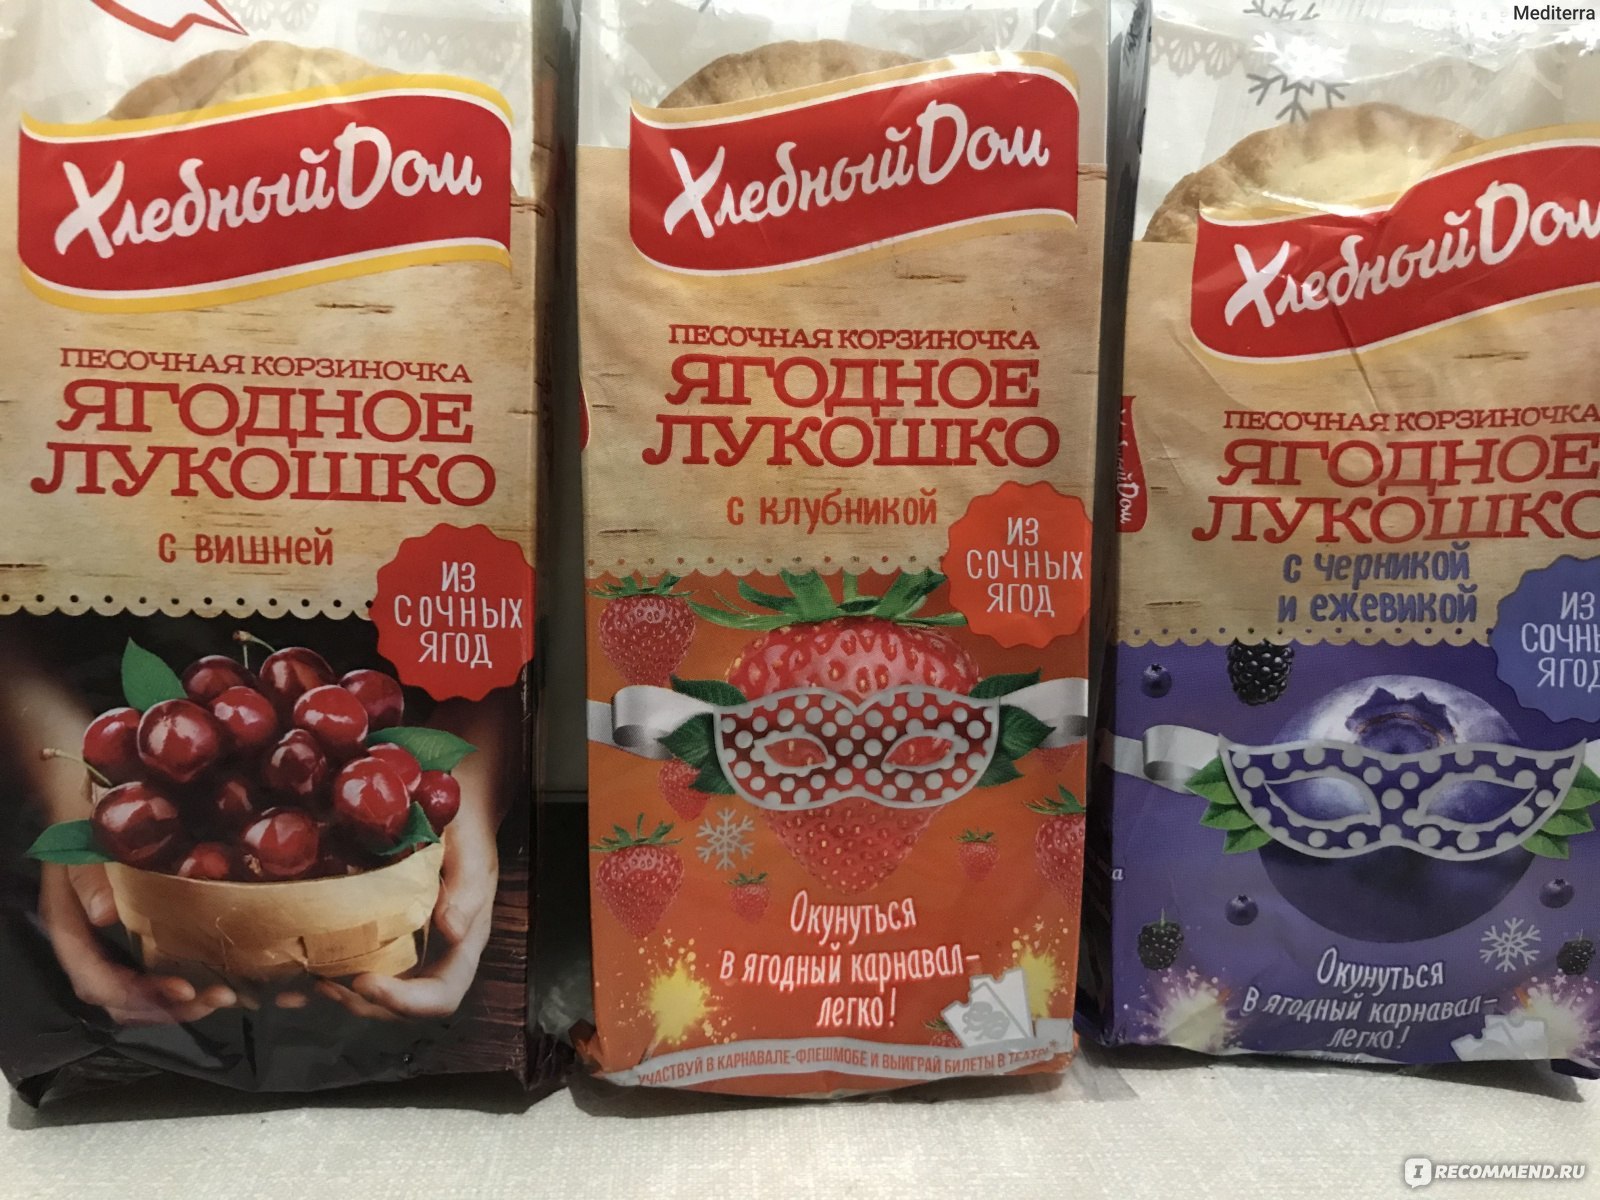 Mediterra
Хлебный Дом
ПЕСОЧНАЯ КОРЗИНОЧКА
ЯГОДНОЕ
ЛУКОШКО
с вишней
ИЗ
СОЧНЫХ
ЯГОД
Хлебный Дом
ПЕСОЧНАЯ КОРЗИНОЧКА
ЯГОДНОЕ
ЛУКОШКО
с клубникой
ИЗ
СОЧНЫХ
ЯГОД
Окунуться
в ягодный карнавал–
легко!
УЧАСТВУЙ В КАРНАВАЛЕ-ФЛЕШМОБЕ И ВЫИГРАЙ БИЛЕТЫ В ТЕАТР!*
Хлебный Дом
ПЕСОЧНАЯ КОРЗИНОЧКА
ЯГОДНОЕ
ЛУКОШКО
с черникой
и ежевикой
ИЗ
СОЧН
ЯГОД
Окунуться
в ягодный карнавал–
легко!
IRECOMMEND.RU